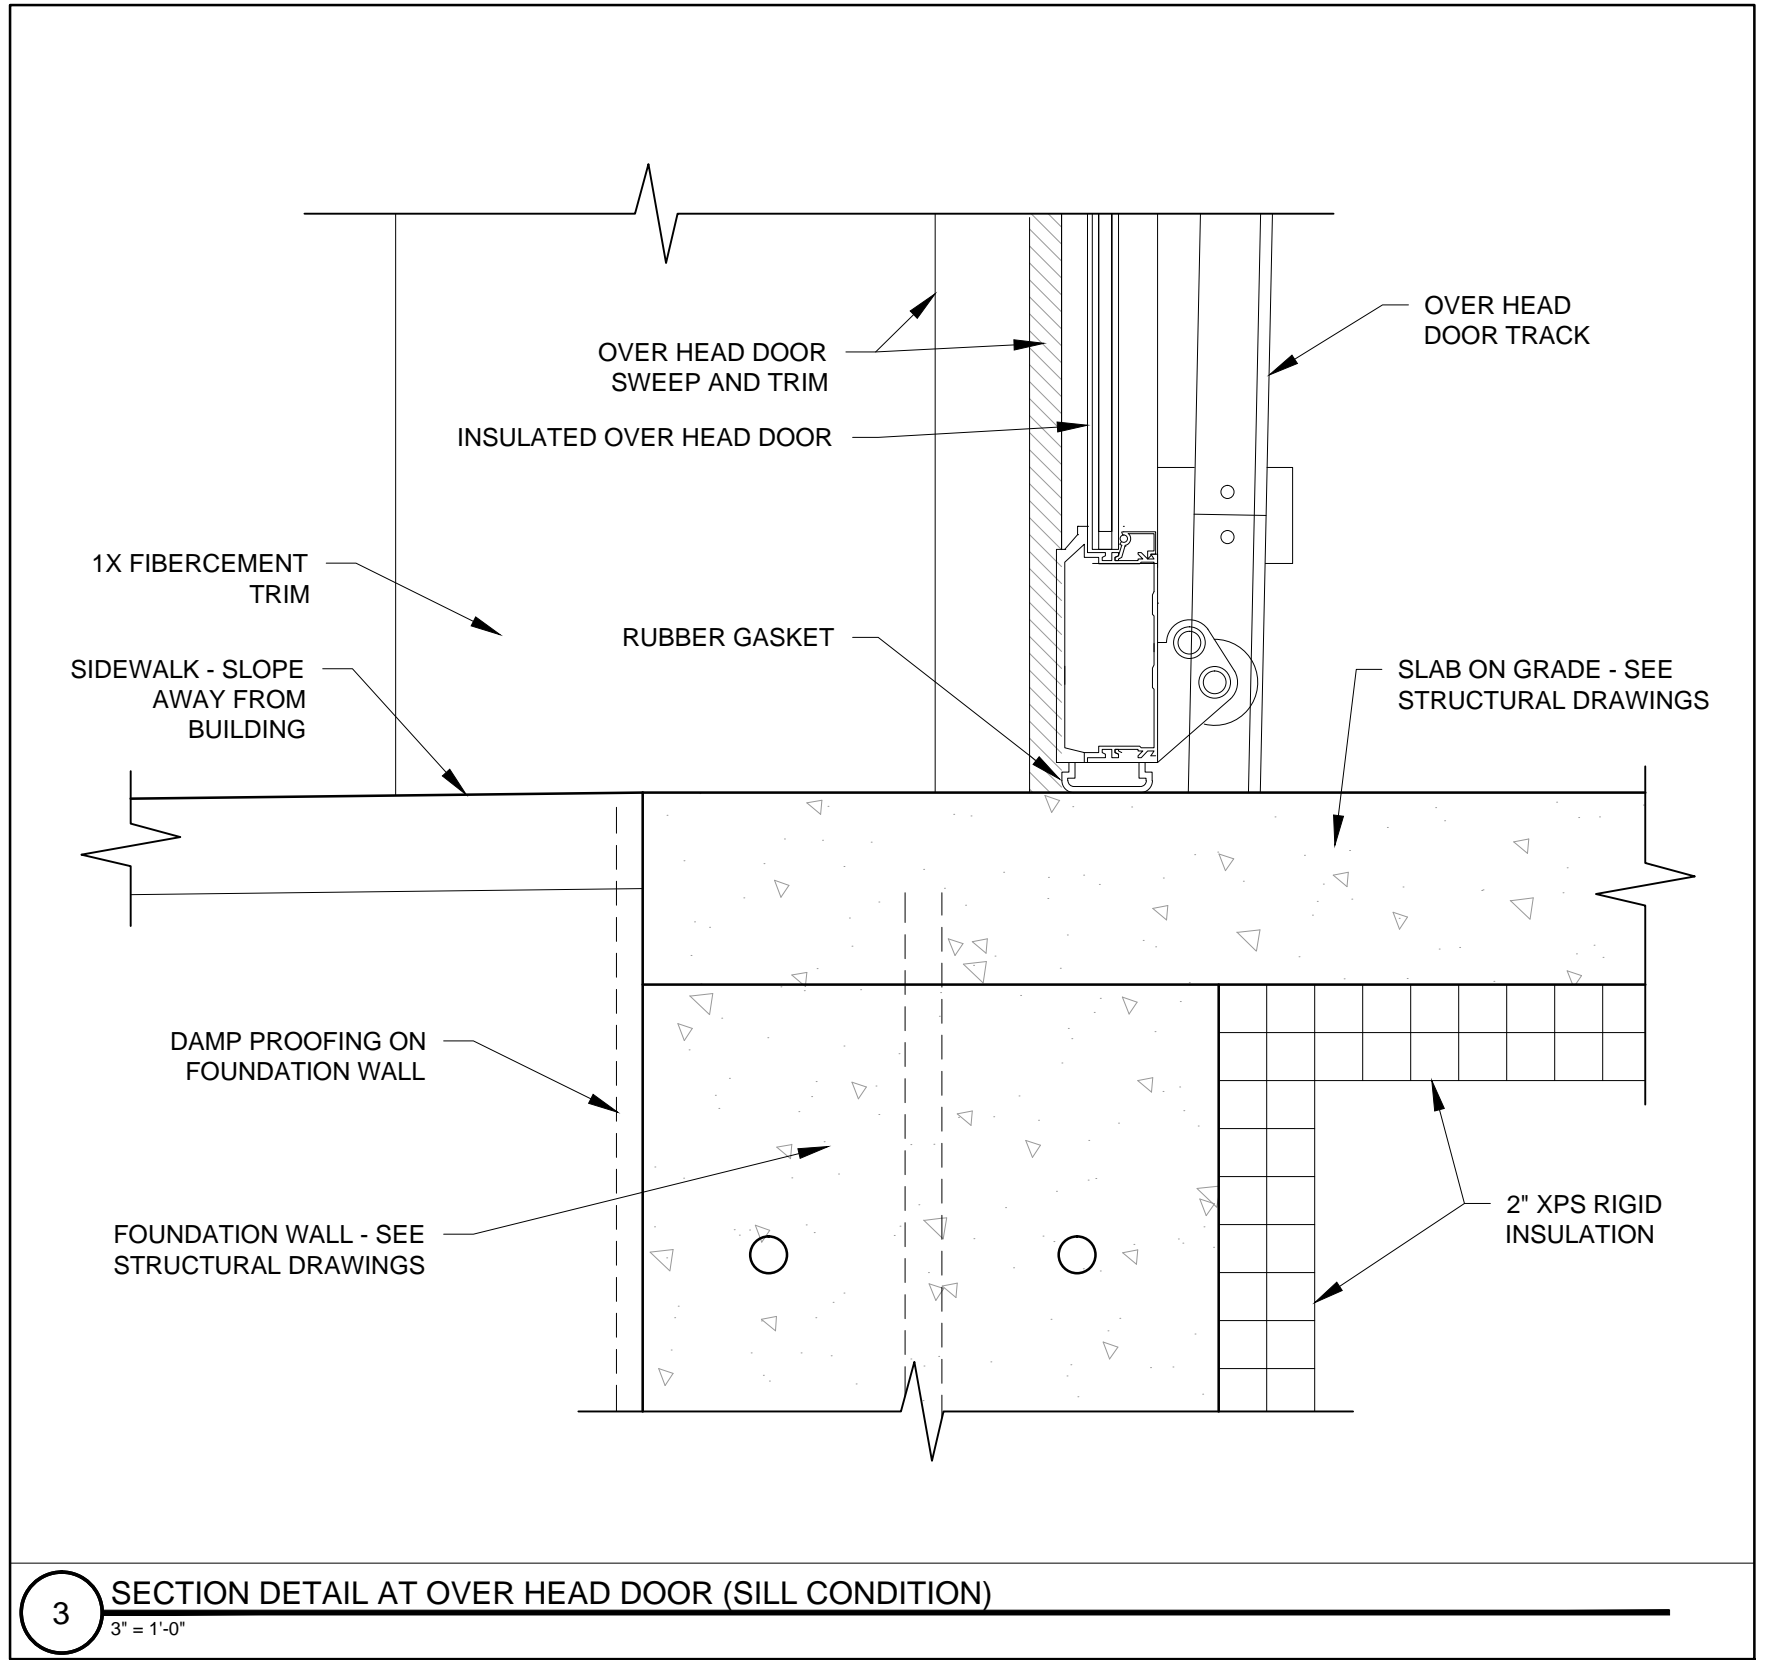 OVER HEAD
DOOR TRACK
OVER HEAD DOOR
SWEEP AND TRIM
INSULATED OVER HEAD DOOR
1X FIBERCEMENT
TRIM
RUBBER GASKET
SIDEWALK - SLOPE
AWAY FROM
BUILDING
SLAB ON GRADE - SEE
STRUCTURAL DRAWINGS
DAMP PROOFING ON
FOUNDATION WALL
FOUNDATION WALL - SEE
STRUCTURAL DRAWINGS
2" XPS RIGID
INSULATION
3
SECTION DETAIL AT OVER HEAD DOOR (SILL CONDITION)
3" = 1'-0"